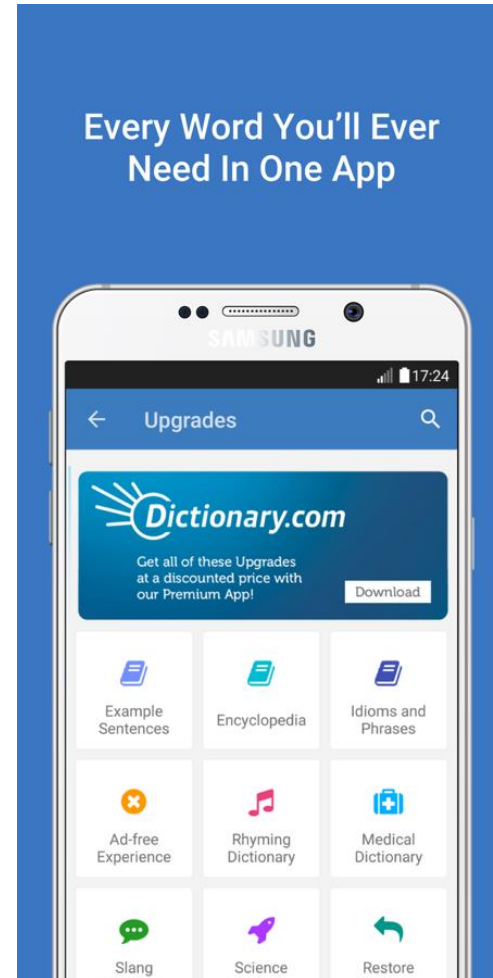 Every Word You’ll Ever
Need In One App
SAMSUNG
17:24
Upgrades
Dictionary.com
Get all of
these Upgrades
at a discounted price with
our Premium App!
Download
Example
Sentences
Encyclopedia
Idioms and
Phrases
Ad-free
Experience
Rhyming
Dictionary
Medical
Dictionary
Slang
Science
Restore